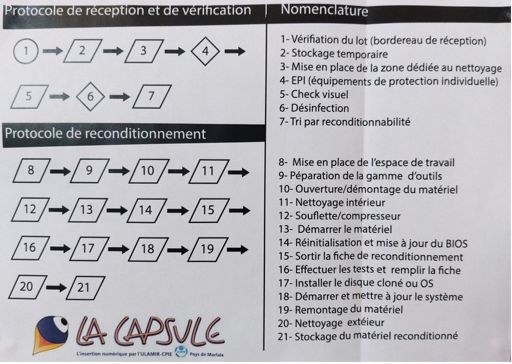 Protocole de réception et de vérification
1 2 3 4
5 6 7
Protocole de reconditionnement
8 9 10 11
12 13 14 15
16 17 18 19
20 21
LA CAPSULE
L'insertion numérique par l'ULAMIR-CPIE Pays de Morlaix
Nomenclature
1- Vérifiation du lot (bordereau de réception)
2- Stockage temporaire
3- Mise en place de la zone dédiée au nettoyage
4- EPI (équipements de protection individuelle)
5- Check visuel
6- Désinfection
7- Tri par reconditionnabilité
8- Mise en place de l'espace de travail
9- Péparation de la gamme d'outils
10- Ouverture/démontage du matériel
11- Nettoyage intérieur
12- Souflette/compresseur
13- Démarrer le matériel
14- Réinitialisation et mise à jour du BIOS
15- Sortir la fiche de reconditionnement
16- Effectuer les tests et remplir la fiche
17- Installer le disque cloné ou OS
18- Démarrer et mettre à jour le système
19- Remontage du matériel
20- Nettoyage extéieur
21- Stockage du matériel reconditionné